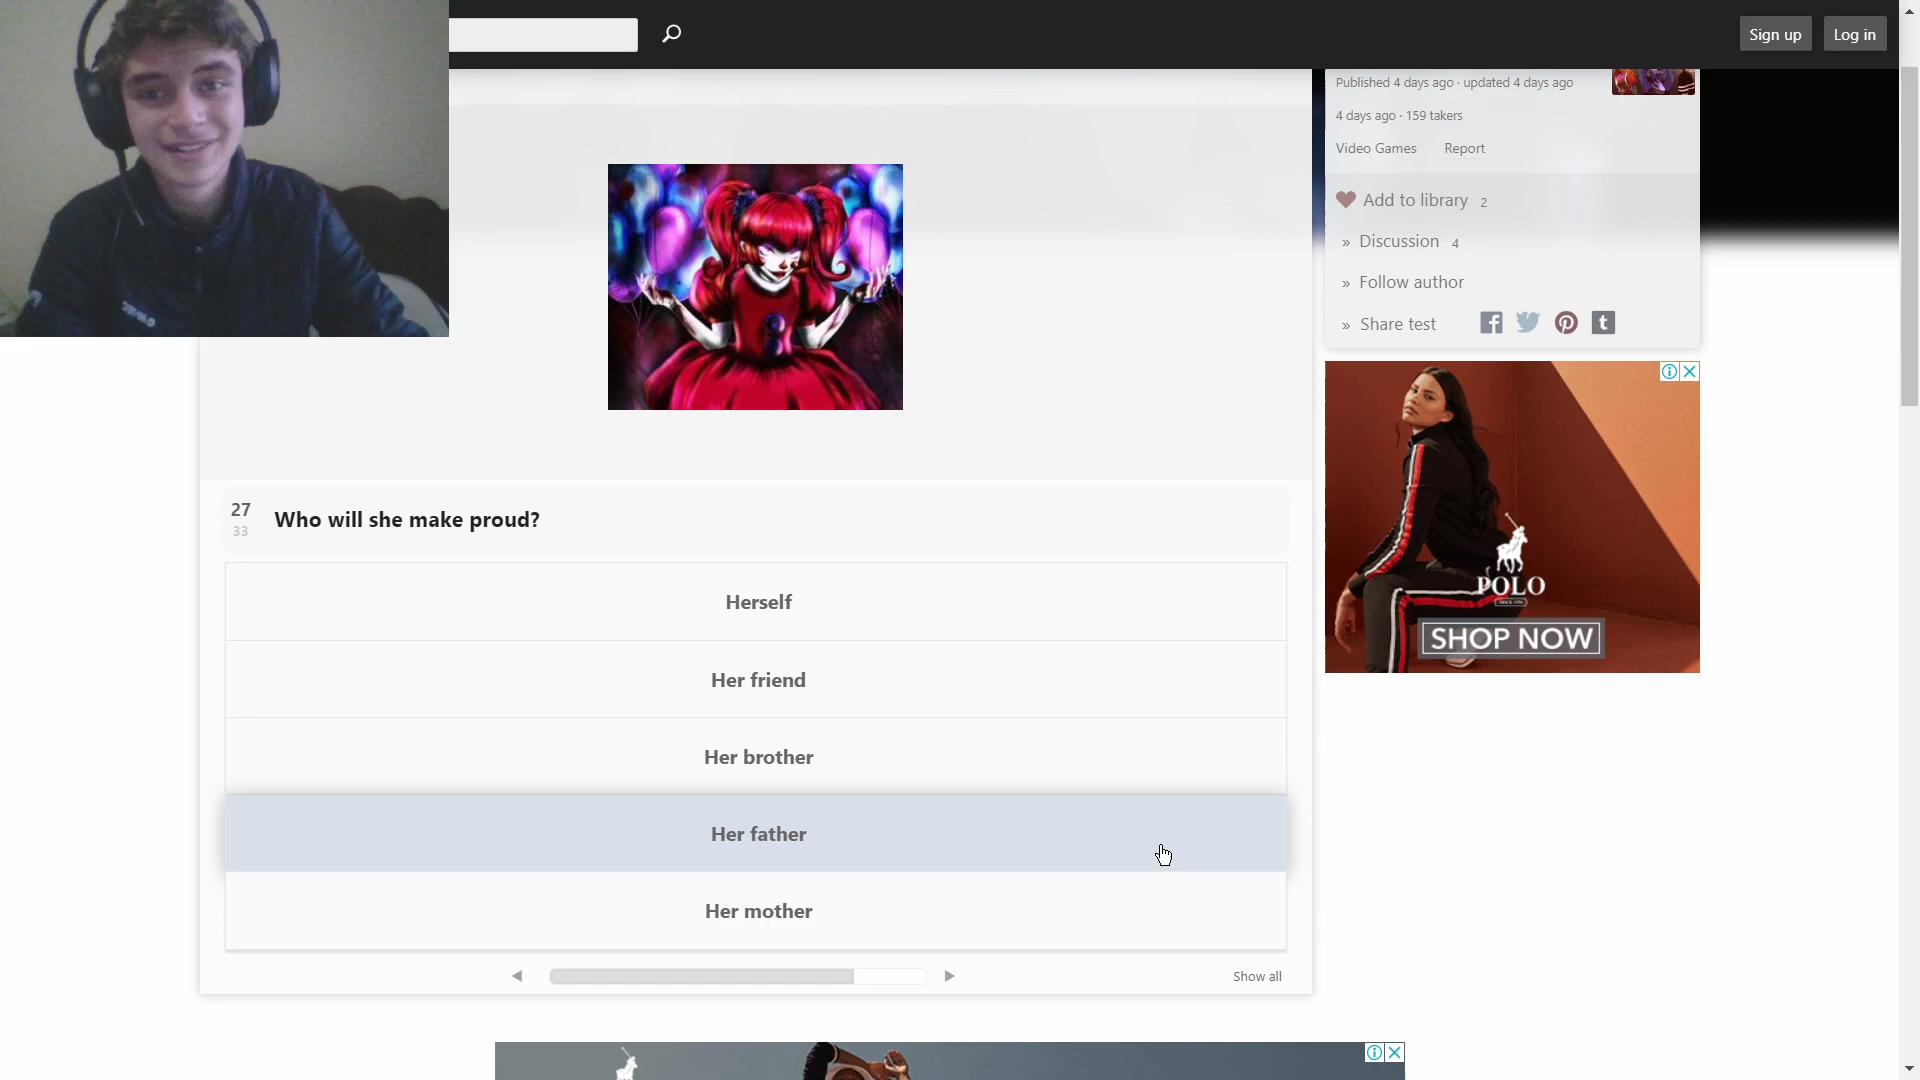 Sign up
Log in
Published 4 days ago · updated 4 days ago
4 days ago · 159 takers
Video Games Report
Add to library 2
» Discussion 4
» Follow author
» Share test
27
33
Who will she make proud?
Herself
Her friend
Her brother
Her father
Her mother
Show all
POLO
SHOP NOW